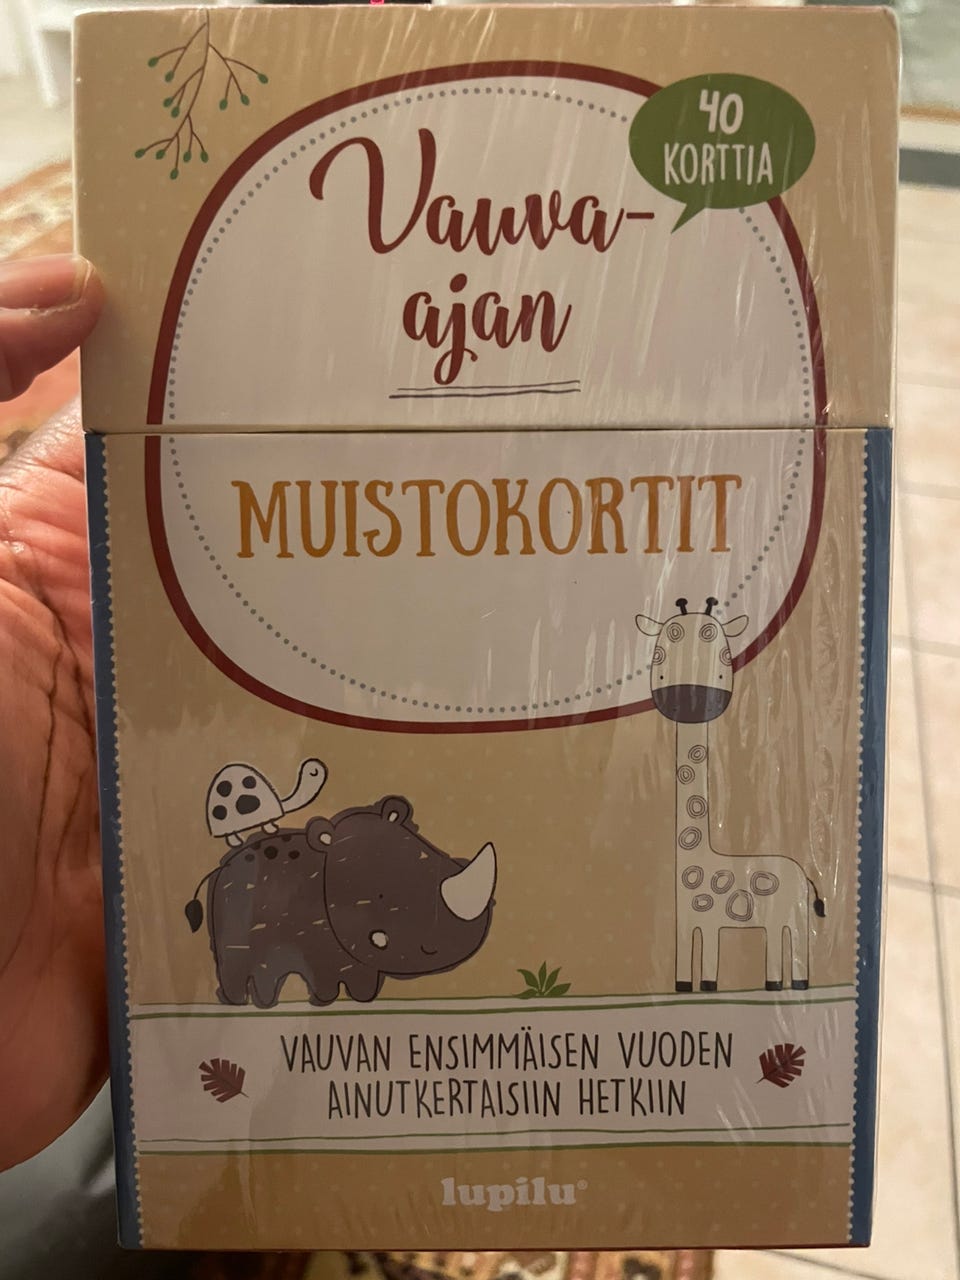 40
KORTTIA
Vauva-
ajan
MUISTOKORTIT
VAUVAN ENSIMMÄISEN VUODEN
AINUTKERTAISIIN HETKIIN
lupilu®